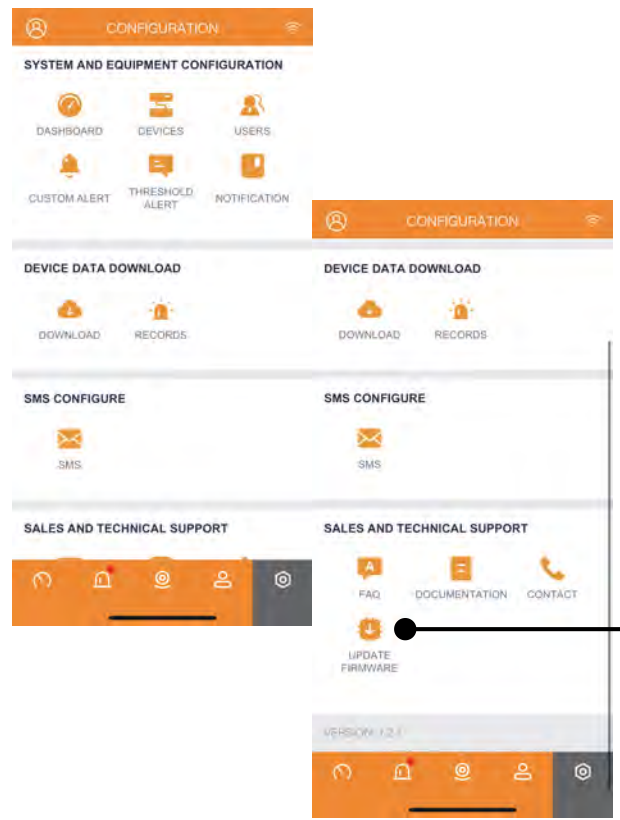 CONFIGURATION
SYSTEM AND EQUIPMENT CONFIGURATION
DASHBOARD DEVICES USERS
CUSTOM ALERT THRESHOLD ALERT NOTIFICATION
DEVICE DATA DOWNLOAD
DOWNLOAD RECORDS
SMS CONFIGURE
SMS
SALES AND TECHNICAL SUPPORT
CONFIGURATION
DEVICE DATA DOWNLOAD
DOWNLOAD RECORDS
SMS CONFIGURE
SMS
SALES AND TECHNICAL SUPPORT
A
FAQ DOCUMENTATION CONTACT
UPDATE
FIRMWARE
VERSION: 1.2.1